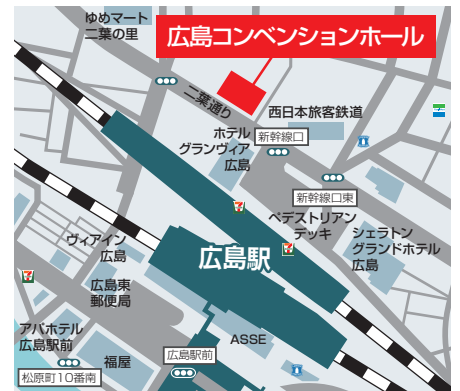 ゆめマート
二葉の里
広島コンベンションホール
二葉通り
西日本旅客鉄道
ホテル
グランヴィア
広島
新幹線口
新幹線口東
ペデストリアン
デッキ
シェラトン
グランドホテル
広島
ヴィアイン
広島
広島駅
広島東
郵便局
アパホテル
広島駅前
ASSE
松原町10番南
福屋
広島駅前